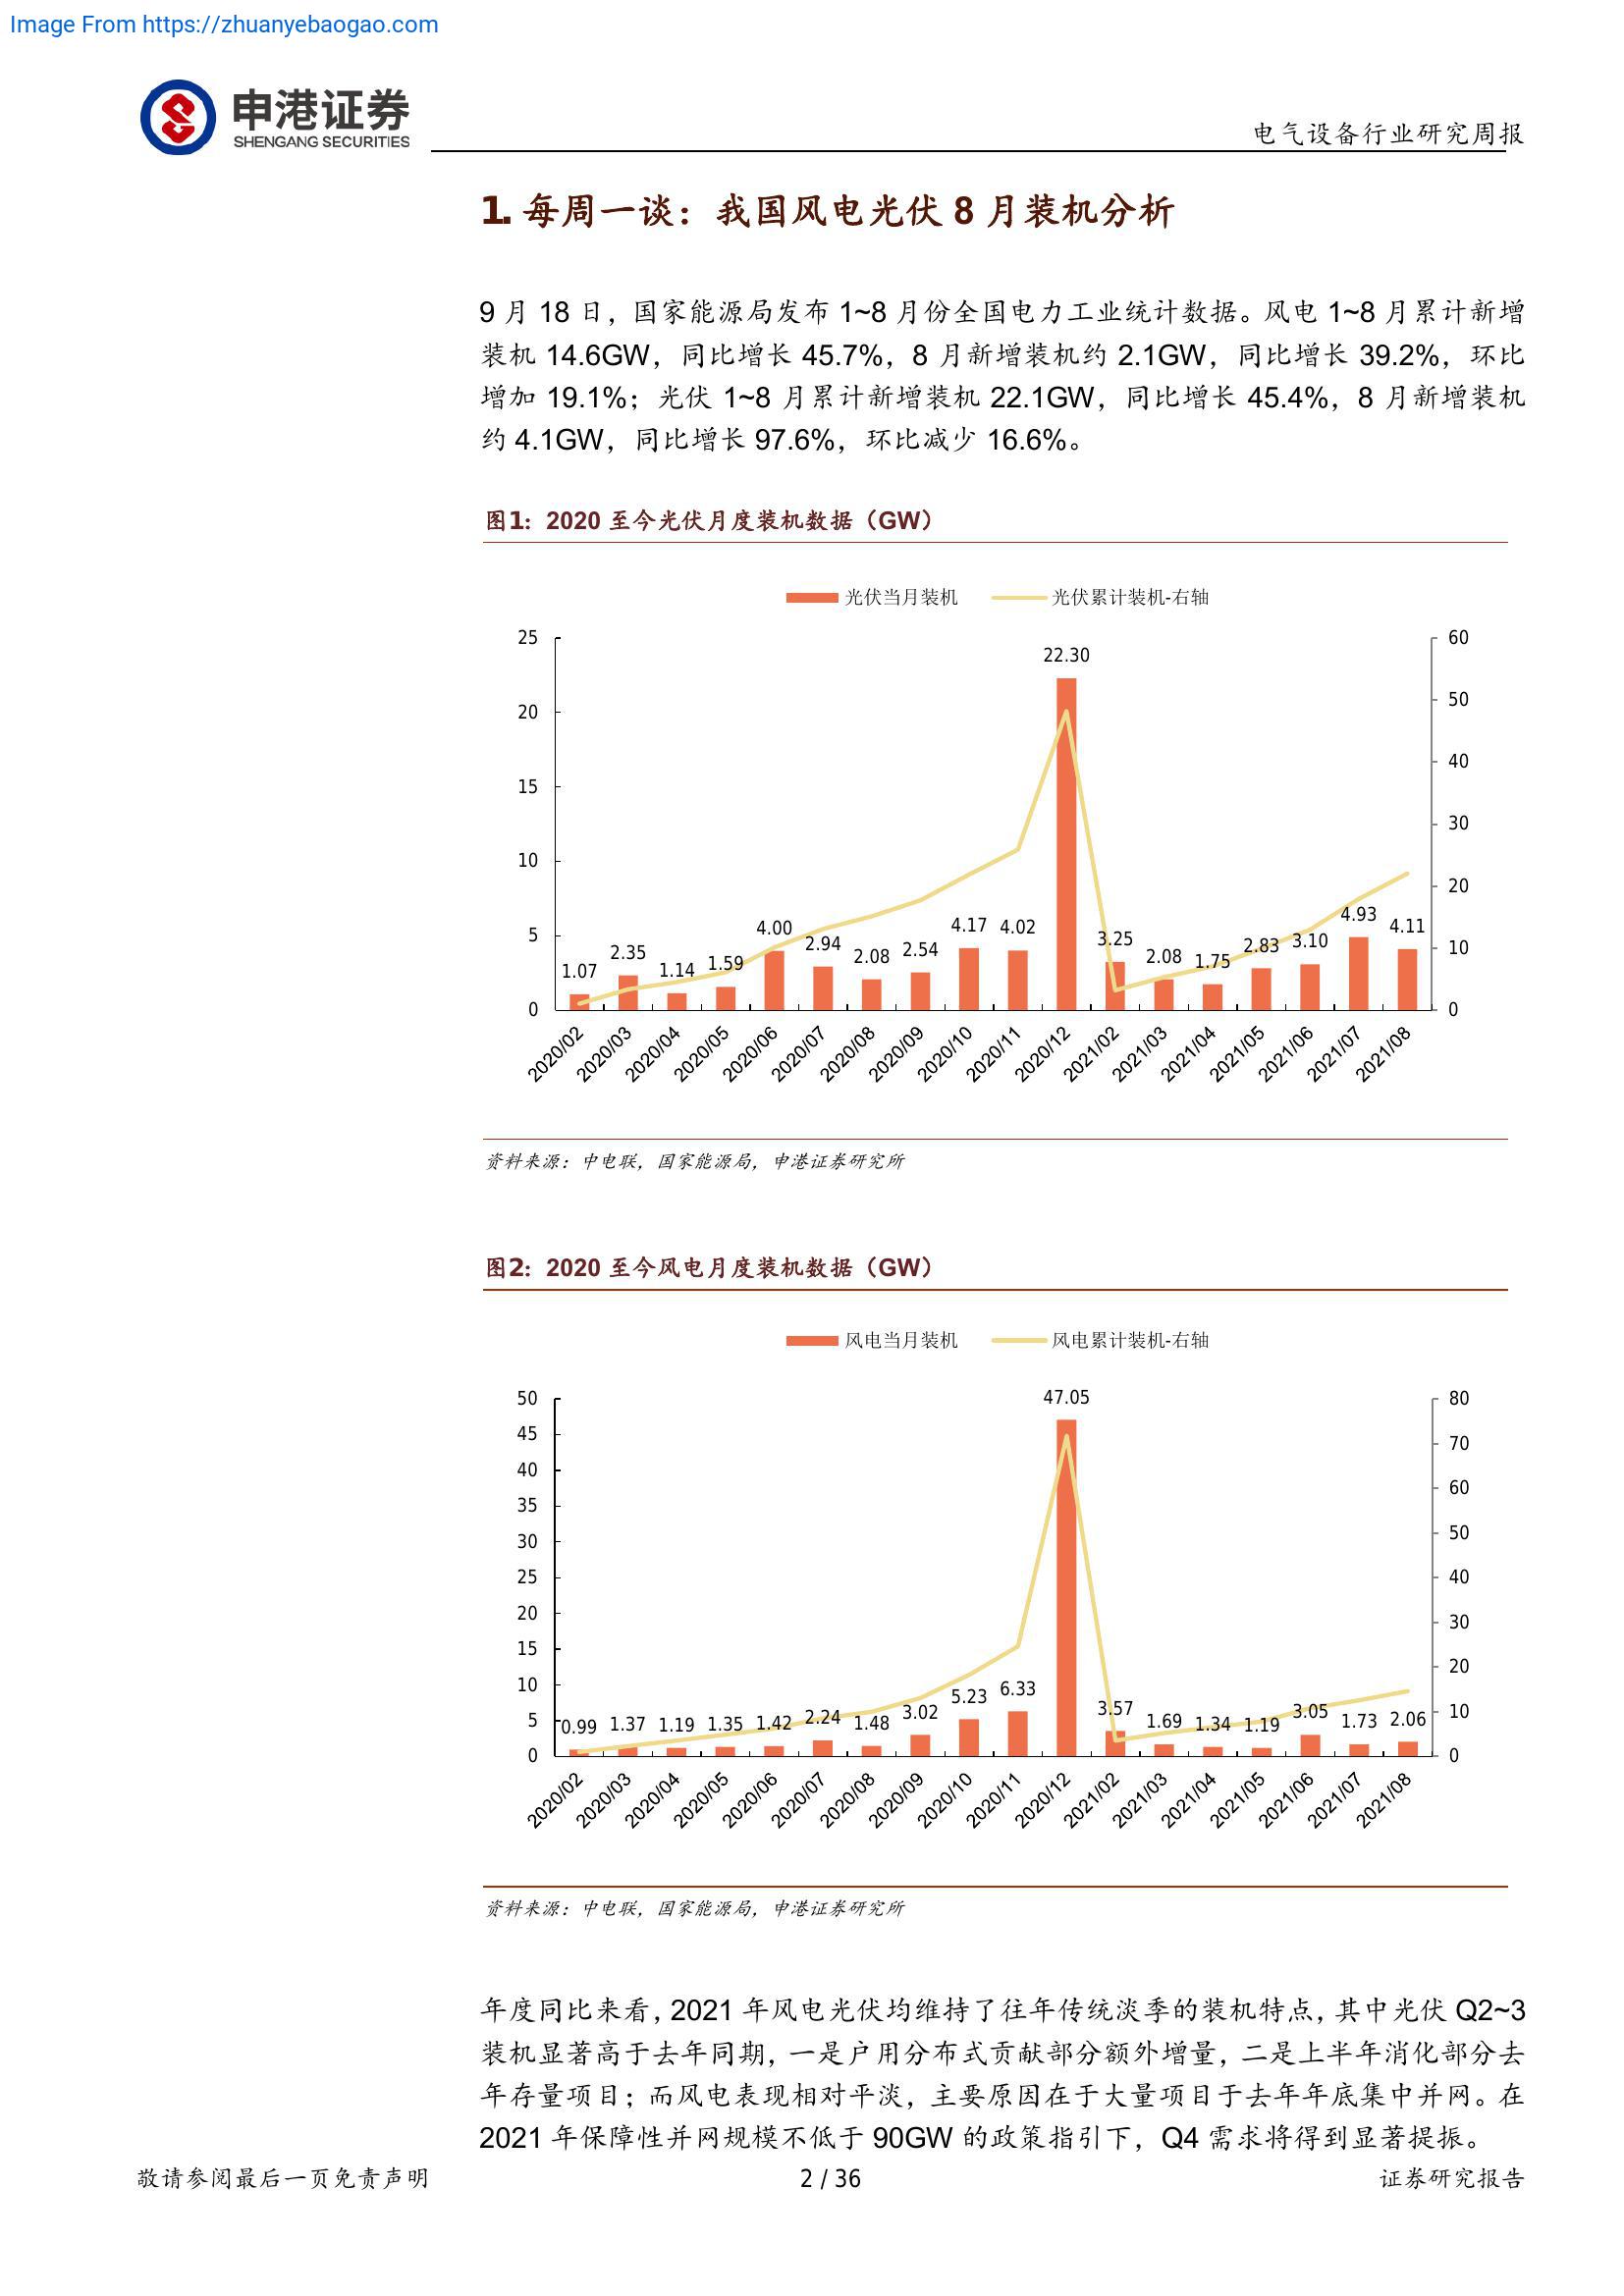 Image From https://zhuanyebaogao.com
申港证券
SHENGANG SECURITIES
电气设备行业研究周报
1. 每周一谈：我国风电光伏 8 月装机分析
9 月 18 日，国家能源局发布 1~8 月份全国电力工业统计数据。风电 1~8 月累计新增
装机 14.6GW，同比增长 45.7%，8 月新增装机约 2.1GW，同比增长 39.2%，环比
增加 19.1%；光伏 1~8 月累计新增装机 22.1GW，同比增长 45.4%，8 月新增装机
约 4.1GW，同比增长 97.6%，环比减少 16.6%。
图1：2020 至今光伏月度装机数据（GW）
光伏当月装机 光伏累计装机-右轴
25 20 15 10 5 0
60 50 40 30 20 10 0
1.07 2.35 1.14 1.59 4.00 2.94 2.08 2.54 4.17 4.02 22.30 3.25 2.08 1.75 2.83 3.10 4.93 4.11
2020/02 2020/03 2020/04 2020/05 2020/06 2020/07 2020/08 2020/09 2020/10 2020/11 2020/12 2021/02 2021/03 2021/04 2021/05 2021/06 2021/07 2021/08
资料来源：中电联，国家能源局，申港证券研究所
图2：2020 至今风电月度装机数据（GW）
风电当月装机 风电累计装机-右轴
50 45 40 35 30 25 20 15 10 5 0
80 70 60 50 40 30 20 10 0
0.99 1.37 1.19 1.35 1.42 2.24 1.48 3.02 5.23 6.33 47.05 3.57 1.69 1.34 1.19 3.05 1.73 2.06
2020/02 2020/03 2020/04 2020/05 2020/06 2020/07 2020/08 2020/09 2020/10 2020/11 2020/12 2021/02 2021/03 2021/04 2021/05 2021/06 2021/07 2021/08
资料来源：中电联，国家能源局，申港证券研究所
年度同比来看，2021 年风电光伏均维持了往年传统淡季的装机特点，其中光伏 Q2~3
装机显著高于去年同期，一是户用分布式贡献部分额外增量，二是上半年消化部分去
年存量项目；而风电表现相对平淡，主要原因在于大量项目于去年年底集中并网。在
2021 年保障性并网规模不低于 90GW 的政策指引下，Q4 需求将得到显著提振。
敬请参阅最后一页免责声明
2 / 36
证券研究报告